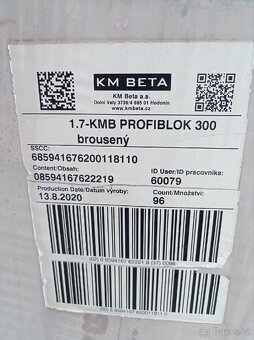 KM BETA
KM Beta a.s.
Dolní Valy 3739/4 695 01 Hodonín
www.kmbeta.cz
1.7-KMB PROFIBLOK 300
broušený
SSCC:
685941676200118110
Content/Obsah:
ID User/ID pracovníka:
08594167622219
60079
Production Date/Datum výroby:
Count/Množství:
13.8.2020
96